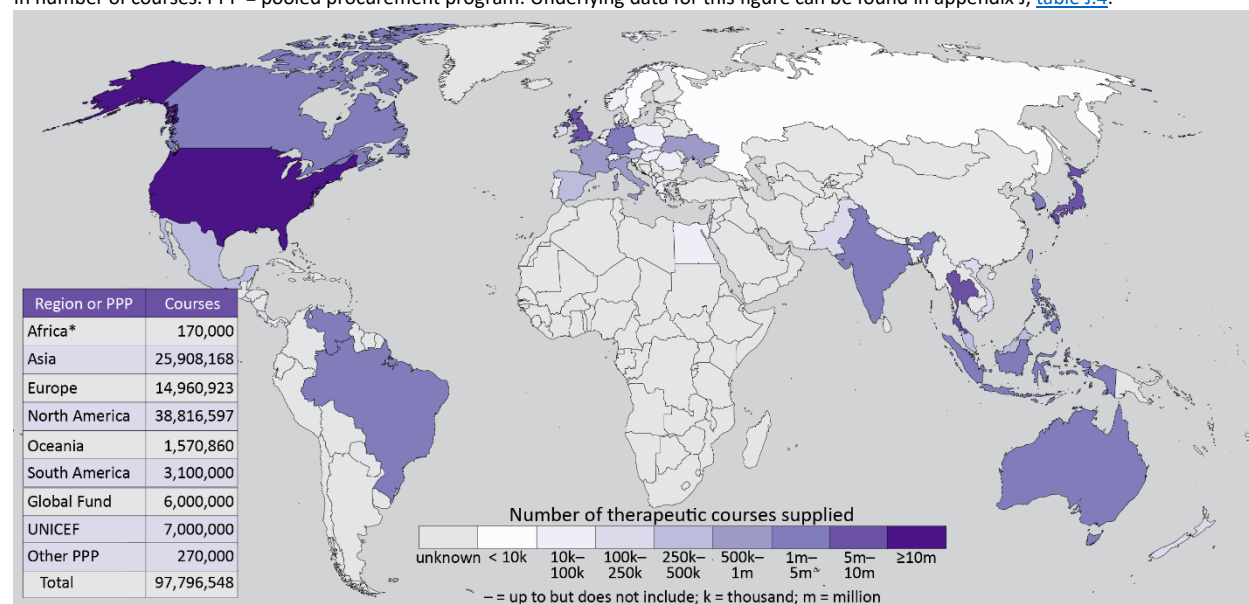 In number of courses. PPP = pooled procurement program. Underlying data for this figure can be found in appendix J, table J.4.
Region or PPP Courses
Africa* 170,000
Asia 25,908,168
Europe 14,960,923
North America 38,816,597
Oceania 1,570,860
South America 3,100,000
Global Fund 6,000,000
UNICEF 7,000,000
Other PPP 270,000
Total 97,796,548
Number of therapeutic courses supplied
unknown < 10k 10k– 100k– 250k– 500k– 1m– 5m– ≥10m
100k 250k 500k 1m 5m 10m
– = up to but does not include; k = thousand; m = million